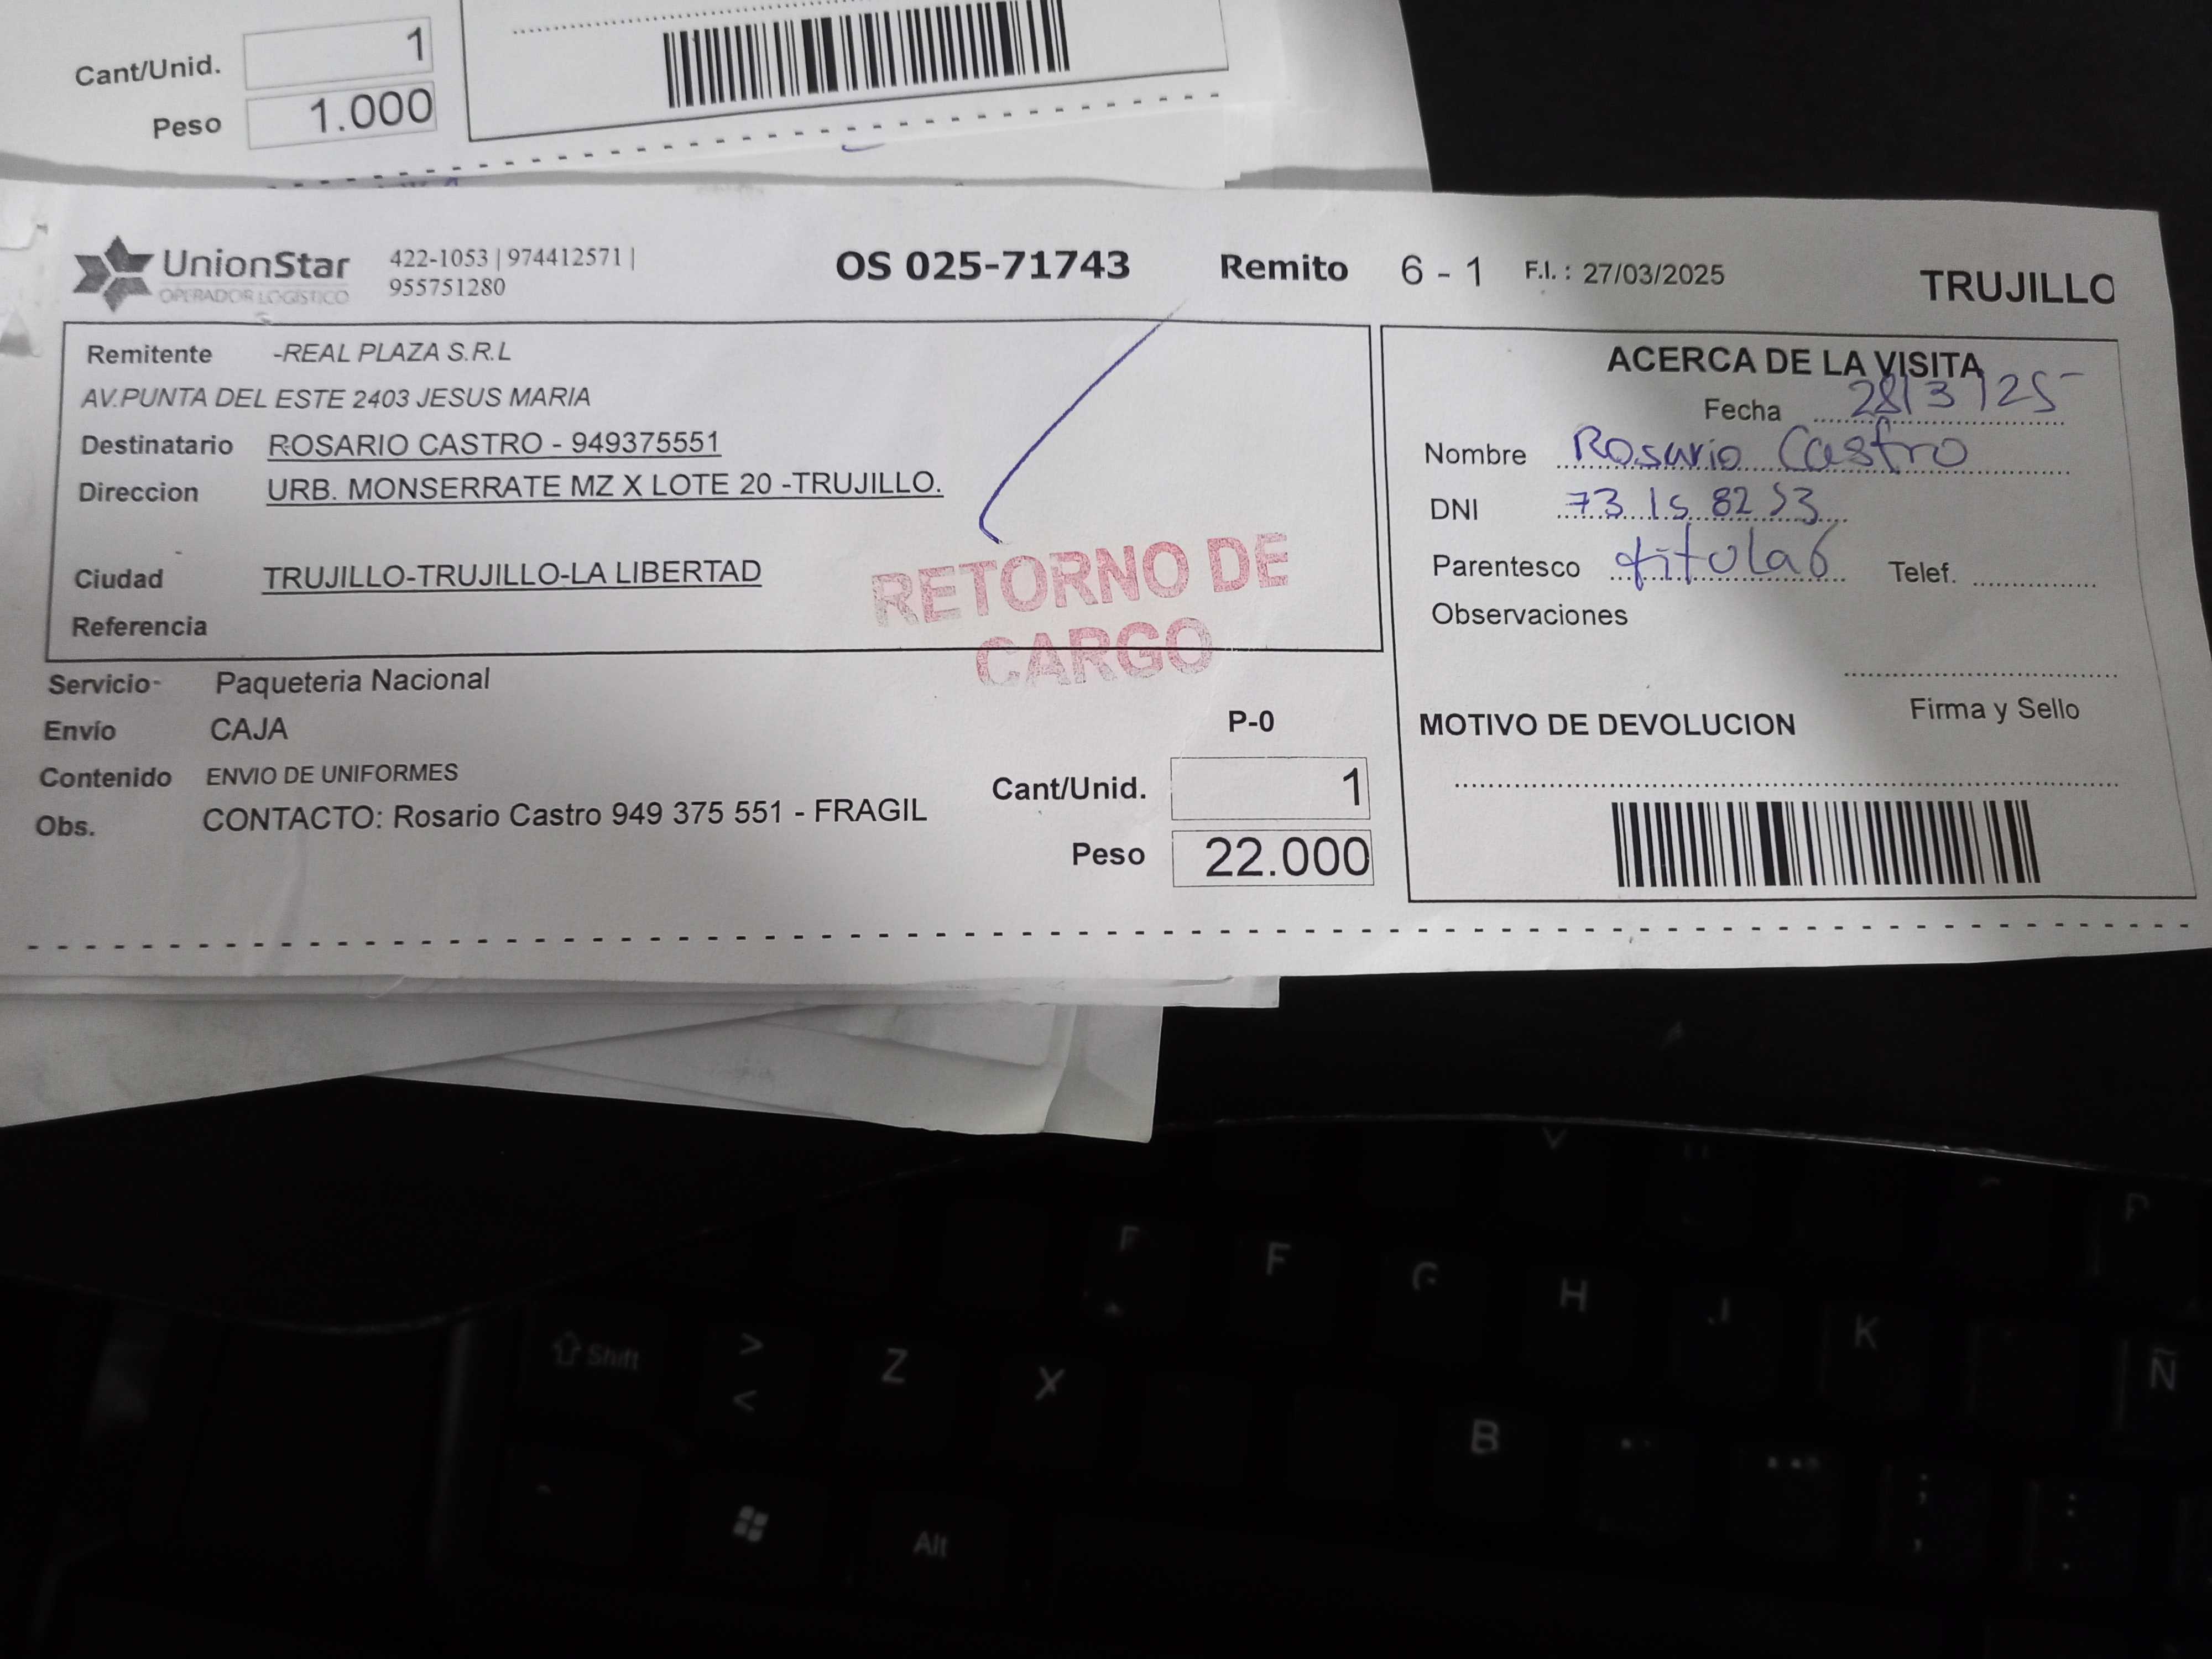 Cant/Unid. 1
Peso 1.000
UnionStar
OPERADOR LOGÍSTICO
422-1053 | 974412571 |
955751280
OS 025-71743 Remito 6 - 1 F.I. : 27/03/2025 TRUJILLO
Remitente -REAL PLAZA S.R.L
AV.PUNTA DEL ESTE 2403 JESUS MARIA
Destinatario ROSARIO CASTRO - 949375551
Direccion URB. MONSERRATE MZ X LOTE 20 -TRUJILLO.
Ciudad TRUJILLO-TRUJILLO-LA LIBERTAD
Referencia
RETORNO DE
CARGO
Servicio Paqueteria Nacional
Envío CAJA
Contenido ENVIO DE UNIFORMES
Obs. CONTACTO: Rosario Castro 949 375 551 - FRAGIL
P-0
Cant/Unid. 1
Peso 22.000
ACERCA DE LA VISITA
Fecha 28/3/25
Nombre Rosario Castro
DNI 73 15 82 53
Parentesco titular Telef.
Observaciones
Firma y Sello
MOTIVO DE DEVOLUCION
F G H J K Ñ
Shift > < Z X B
Alt